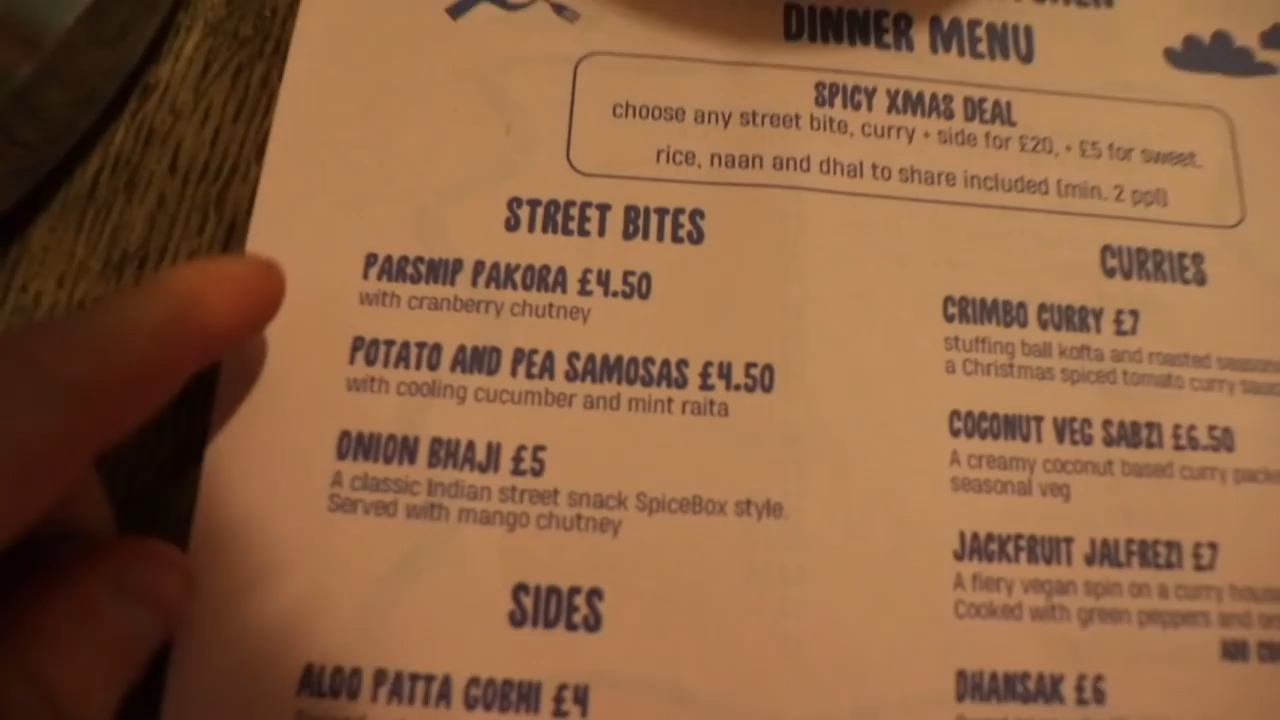 DINNER MENU
SPICY XMAS DEAL
choose any street bite, curry + side for £20, + £5 for sweet.
rice, naan and dhal to share included (min. 2 ppl)
STREET BITES
PARSNIP PAKORA £4.50
with cranberry chutney
POTATO AND PEA SAMOSAS £4.50
with cooling cucumber and mint raita
ONION BHAJI £5
A classic Indian street snack SpiceBox style.
Served with mango chutney
SIDES
ALOO PATTA GOBHI £4
CURRIES
CRIMBO CURRY £7
stuffing ball kofta and roasted
a Christmas spiced tomato curry
COCONUT VEG SABZI £6.50
A creamy coconut based curry
seasonal veg
JACKFRUIT JALFREZI £7
A fiery vegan spin on a curry
Cooked with green peppers and
ADD
DHANSAK £6